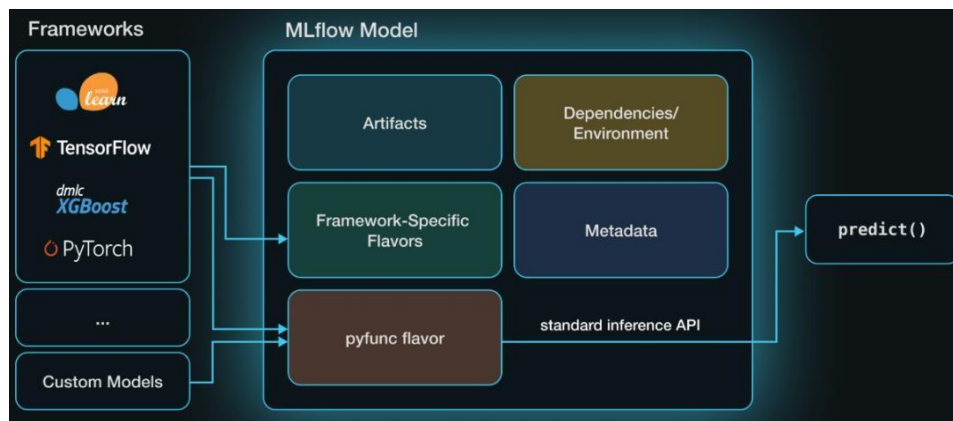 Frameworks
MLflow Model
learn
TensorFlow
dmlc
XGBoost
PyTorch
...
Custom Models
Artifacts
Dependencies/
Environment
Framework-Specific
Flavors
Metadata
pyfunc flavor
standard inference API
predict()